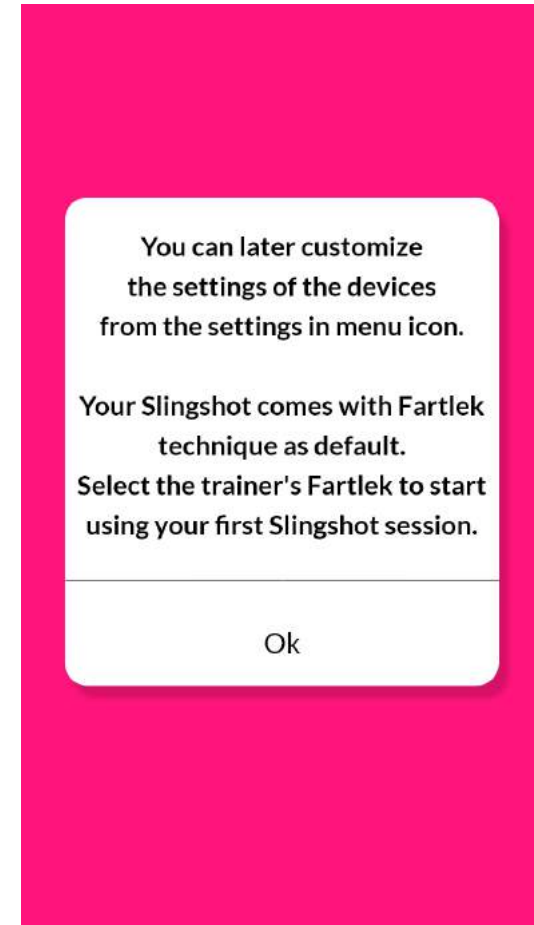 You can later customize
the settings of the devices
from the settings in menu icon.
Your Slingshot comes with Fartlek
technique as default.
Select the trainer's Fartlek to start
using your first Slingshot session.
Ok